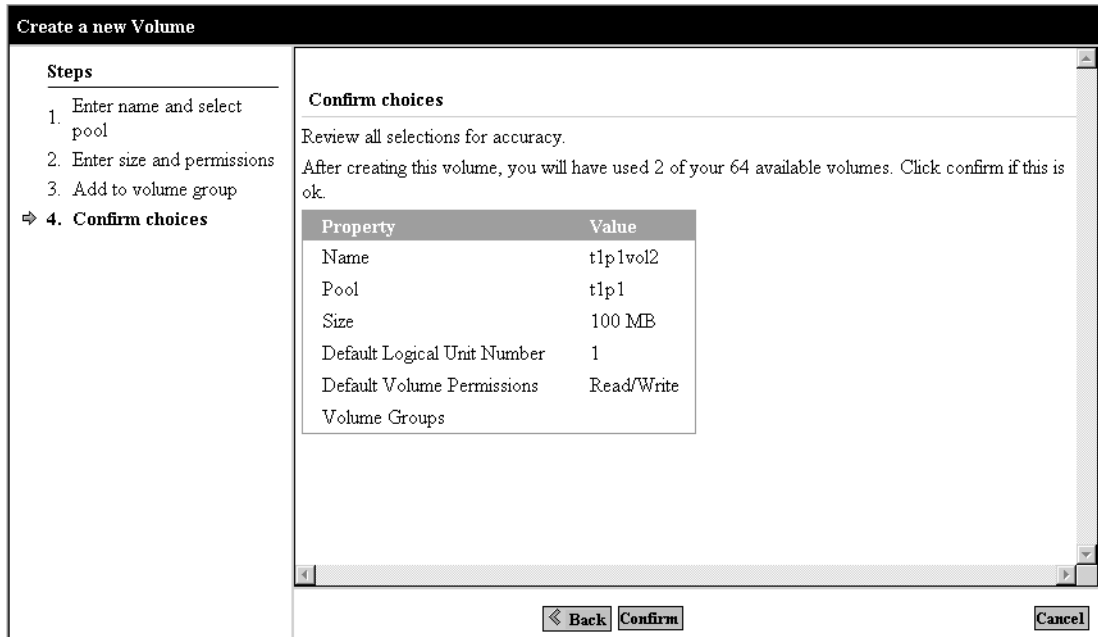 Create a new Volume
Steps
1. Enter name and select
pool
2. Enter size and permissions
3. Add to volume group
4. Confirm choices
Confirm choices
Review all selections for accuracy.
After creating this volume, you will have used 2 of your 64 available volumes. Click confirm if this is
ok.
Property Value
Name t1p1vol2
Pool t1p1
Size 100 MB
Default Logical Unit Number 1
Default Volume Permissions Read/Write
Volume Groups
Back Confirm Cancel